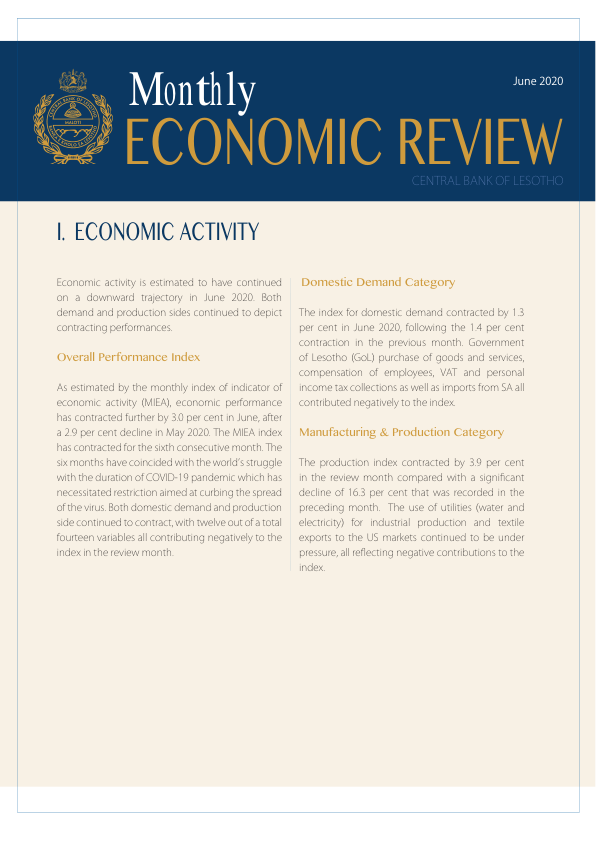 Monthly
June 2020
ECONOMIC REVIEW
CENTRAL BANK OF LESOTHO
CENTRAL BANK OF LESOTHO
MALUTI
I. ECONOMIC ACTIVITY
Economic activity is estimated to have continued
on a downward trajectory in June 2020. Both
demand and production sides continued to depict
contracting performances.
Overall Performance Index
As estimated by the monthly index of indicator of
economic activity (MIEA), economic performance
has contracted further by 3.0 per cent in June, after
a 2.9 per cent decline in May 2020. The MIEA index
has contracted for the sixth consecutive month. The
six months have coincided with the world's struggle
with the duration of COVID-19 pandemic which has
necessitated restriction aimed at curbing the spread
of the virus. Both domestic demand and production
side continued to contract, with twelve out of a total
fourteen variables all contributing negatively to the
index in the review month.
Domestic Demand Category
The index for domestic demand contracted by 1.3
per cent in June 2020, following the 1.4 per cent
contraction in the previous month. Government
of Lesotho (GoL) purchase of goods and services,
compensation of employees, VAT and personal
income tax collections as well as imports from SA all
contributed negatively to the index.
Manufacturing & Production Category
The production index contracted by 3.9 per cent
in the review month compared with a significant
decline of 16.3 per cent that was recorded in the
preceding month. The use of utilities (water and
electricity) for industrial production and textile
exports to the US markets continued to be under
pressure, all reflecting negative contributions to the
index.